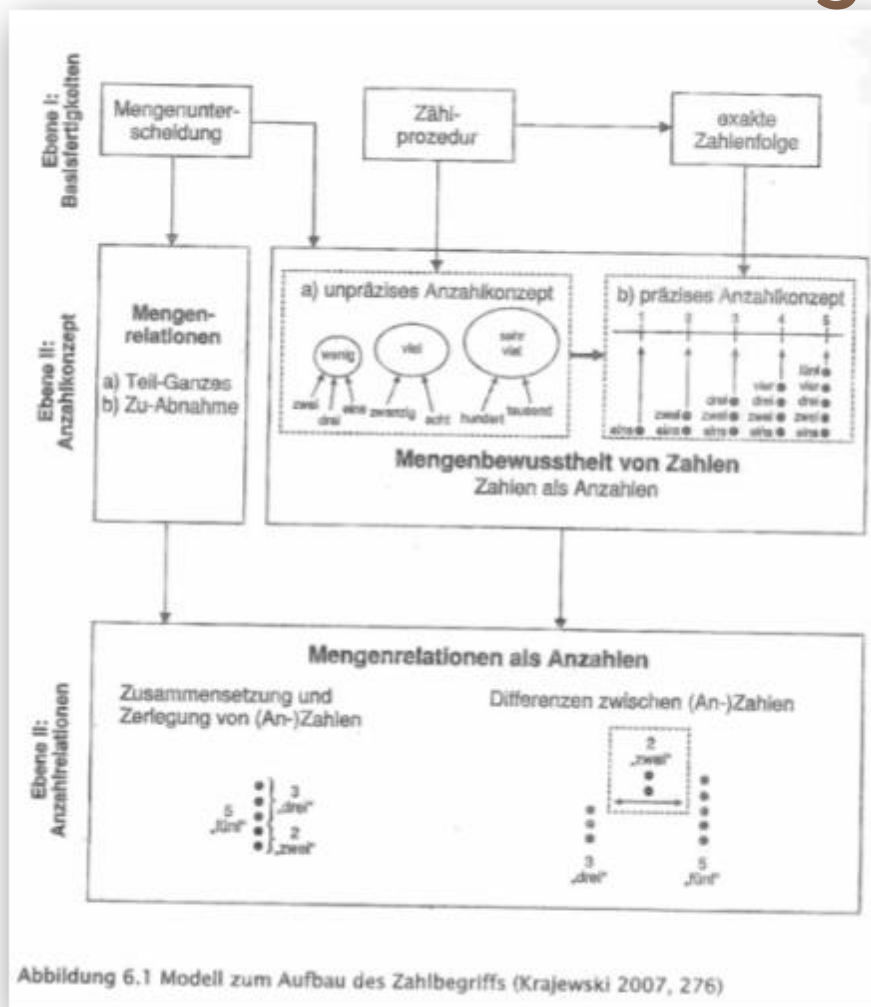 g
Ebene I:
Basisfertigkeiten
Mengenunter-
scheidung
Zähl-
prozedur
exakte
Zahlenfolge
Ebene II:
Anzahlkonzept
Mengen-
relationen
a) Teil-Ganzes
b) Zu-Abnahme
a) unpräzises Anzahlkonzept
wenig
viel
sehr
viel
zwei
drei
eins
zwanzig
acht
hundert
tausend
b) präzises Anzahlkonzept
1 2 3 4 5
fünf
vier vier
drei drei drei
zwei zwei zwei zwei
eins eins eins eins eins
Mengenbewusstheit von Zahlen
Zahlen als Anzahlen
Ebene II:
Anzahlrelationen
Mengenrelationen als Anzahlen
Zusammensetzung und
Zerlegung von (An-)Zahlen
5
„fünf“
3
„drei“
2
„zwei“
Differenzen zwischen (An-)Zahlen
2
„zwei“
3
„drei“
5
„fünf“
Abbildung 6.1 Modell zum Aufbau des Zahlbegriffs (Krajewski 2007, 276)